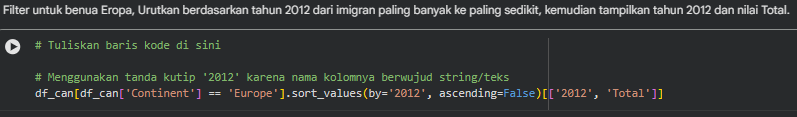 Filter untuk benua Eropa, Urutkan berdasarkan tahun 2012 dari imigran paling banyak ke paling sedikit, kemudian tampilkan tahun 2012 dan nilai Total.
# Tuliskan baris kode di sini
# Menggunakan tanda kutip '2012' karena nama kolomnya berwujud string/teks
df_can[df_can['Continent'] == 'Europe'].sort_values(by='2012', ascending=False)[['2012', 'Total']]